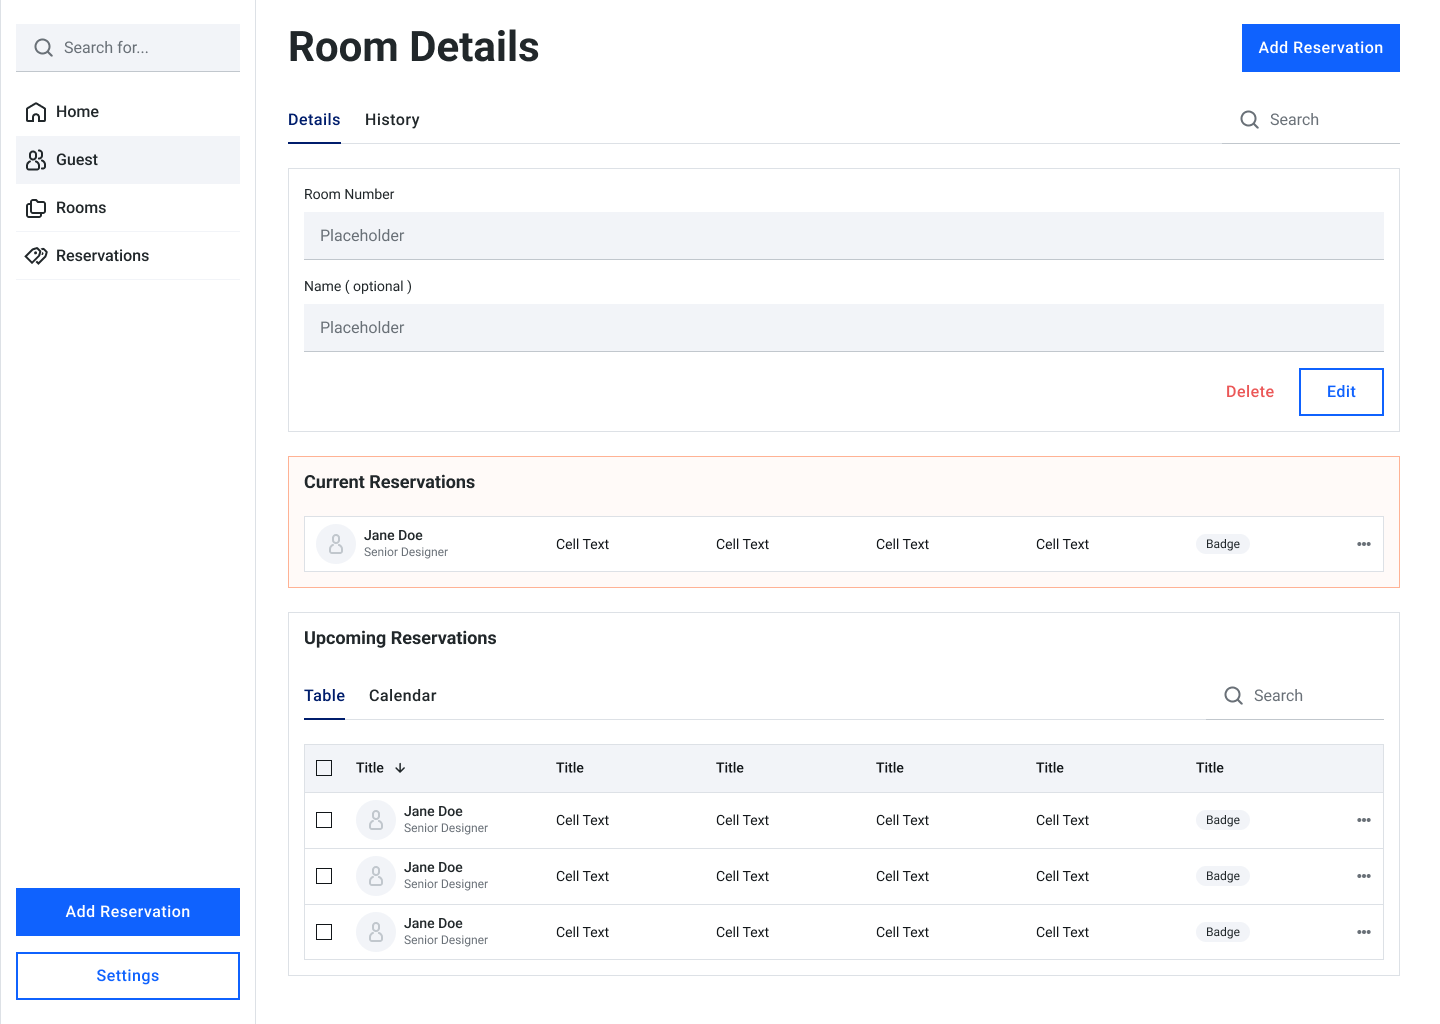 Search for...
Home
Guest
Rooms
Reservations
Add Reservation
Settings
Room Details
Add Reservation
Details History Search
Room Number
Placeholder
Name ( optional )
Placeholder
Delete Edit
Current Reservations
Jane Doe
Senior Designer
Cell Text Cell Text Cell Text Cell Text Badge
Upcoming Reservations
Table Calendar Search
Title Title Title Title Title Title
Jane Doe
Senior Designer
Cell Text Cell Text Cell Text Cell Text Badge
Jane Doe
Senior Designer
Cell Text Cell Text Cell Text Cell Text Badge
Jane Doe
Senior Designer
Cell Text Cell Text Cell Text Cell Text Badge